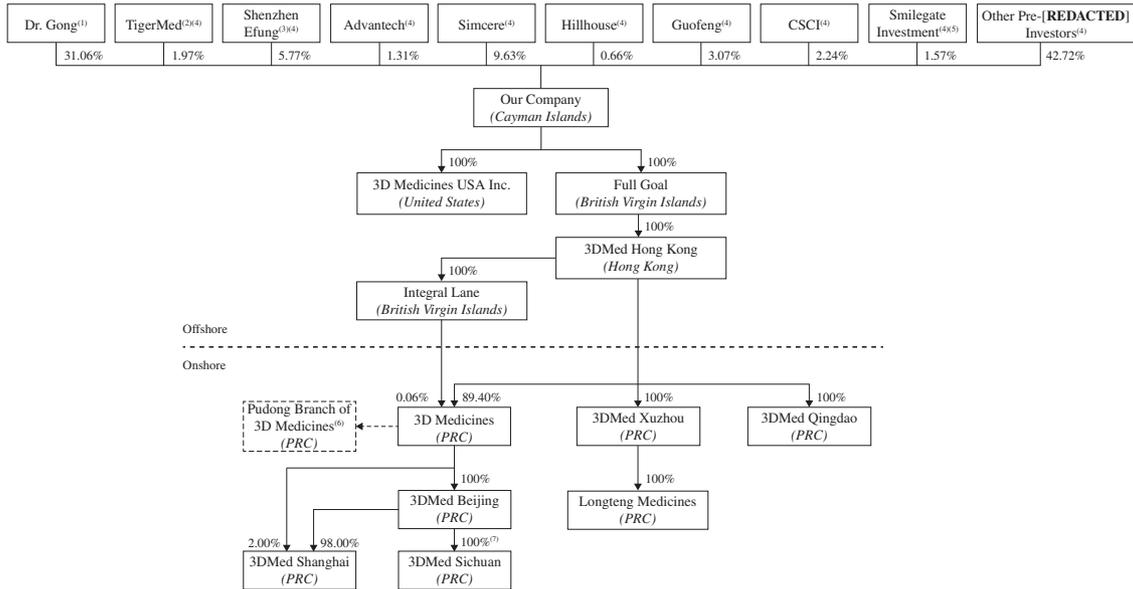 Dr. Gong(1)
TigerMed(2)(4)
Shenzhen
Efung(3)(4)
Advantech(4)
Simcere(4)
Hillhouse(4)
Guofeng(4)
CSCI(4)
Smilegate
Investment(4)(5)
Other Pre-[REDACTED]
Investors(4)
31.06%
1.97%
5.77%
1.31%
9.63%
0.66%
3.07%
2.24%
1.57%
42.72%
Our Company
(Cayman Islands)
100%
100%
3D Medicines USA Inc.
(United States)
Full Goal
(British Virgin Islands)
100%
3DMed Hong Kong
(Hong Kong)
100%
Integral Lane
(British Virgin Islands)
Offshore
Onshore
0.06%
89.40%
100%
100%
Pudong Branch of
3D Medicines(6)
(PRC)
3D Medicines
(PRC)
3DMed Xuzhou
(PRC)
3DMed Qingdao
(PRC)
100%
100%
3DMed Beijing
(PRC)
Longteng Medicines
(PRC)
2.00%
98.00%
100%(7)
3DMed Shanghai
(PRC)
3DMed Sichuan
(PRC)